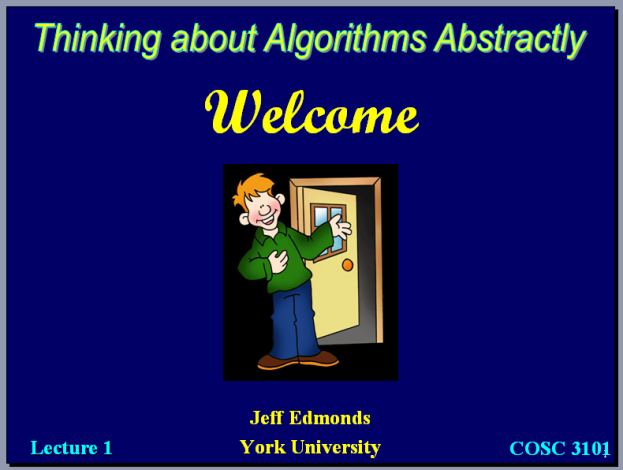 Thinking about Algorithms Abstractly
Welcome
Jeff Edmonds
York University
Lecture 1
COSC 3101